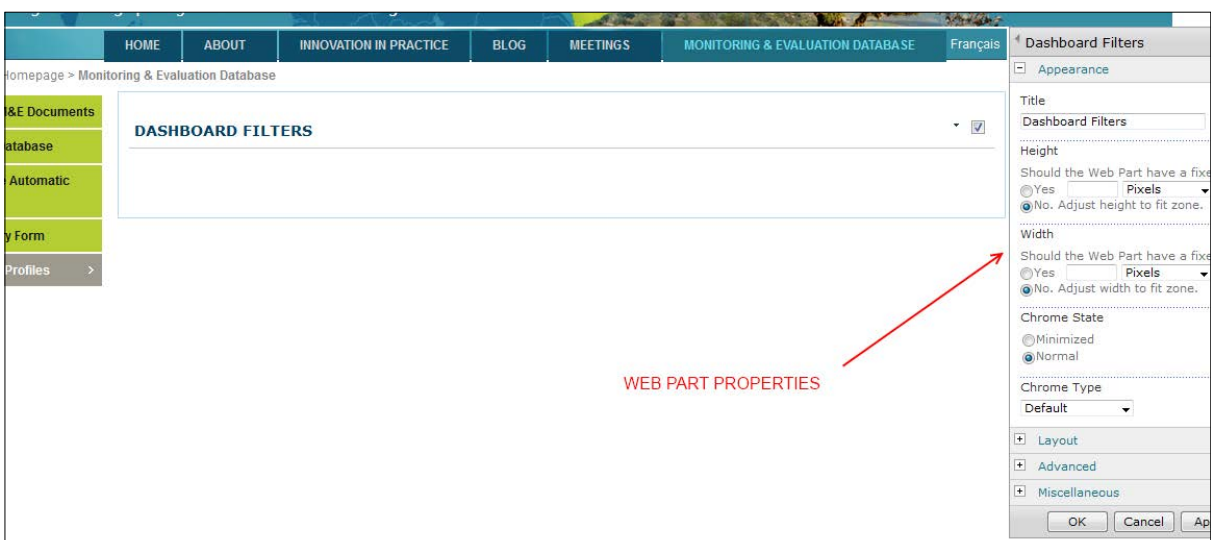 HOME ABOUT INNOVATION IN PRACTICE BLOG MEETINGS MONITORING & EVALUATION DATABASE Français
Homepage > Monitoring & Evaluation Database
M&E Documents
atabase
Automatic
y Form
Profiles >
DASHBOARD FILTERS
WEB PART PROPERTIES
Dashboard Filters
Appearance
Title
Dashboard Filters
Height
Should the Web Part have a fixe
Yes Pixels
No. Adjust height to fit zone.
Width
Should the Web Part have a fixe
Yes Pixels
No. Adjust width to fit zone.
Chrome State
Minimized
Normal
Chrome Type
Default
Layout
Advanced
Miscellaneous
OK Cancel Ap